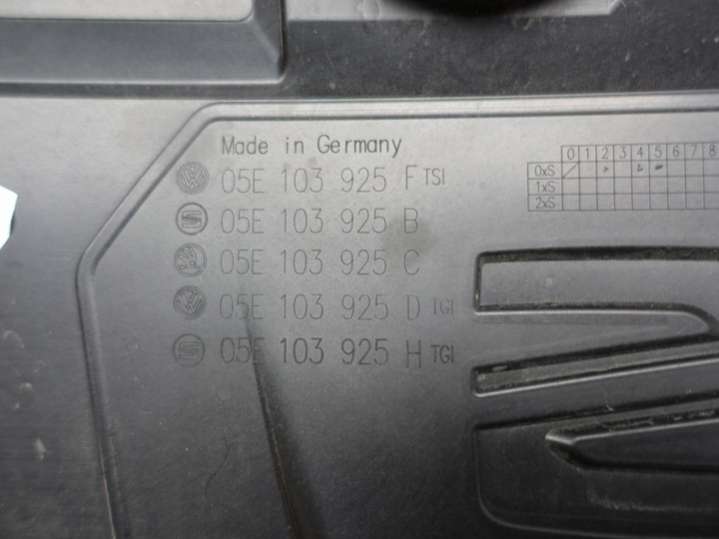 Made in Germany
05E 103 925 F TSI
05E 103 925 B
05E 103 925 C
05E 103 925 D TGI
05E 103 925 H TGI
0 1 2 3 4 5 6 7 8
0xS
1xS
2xS